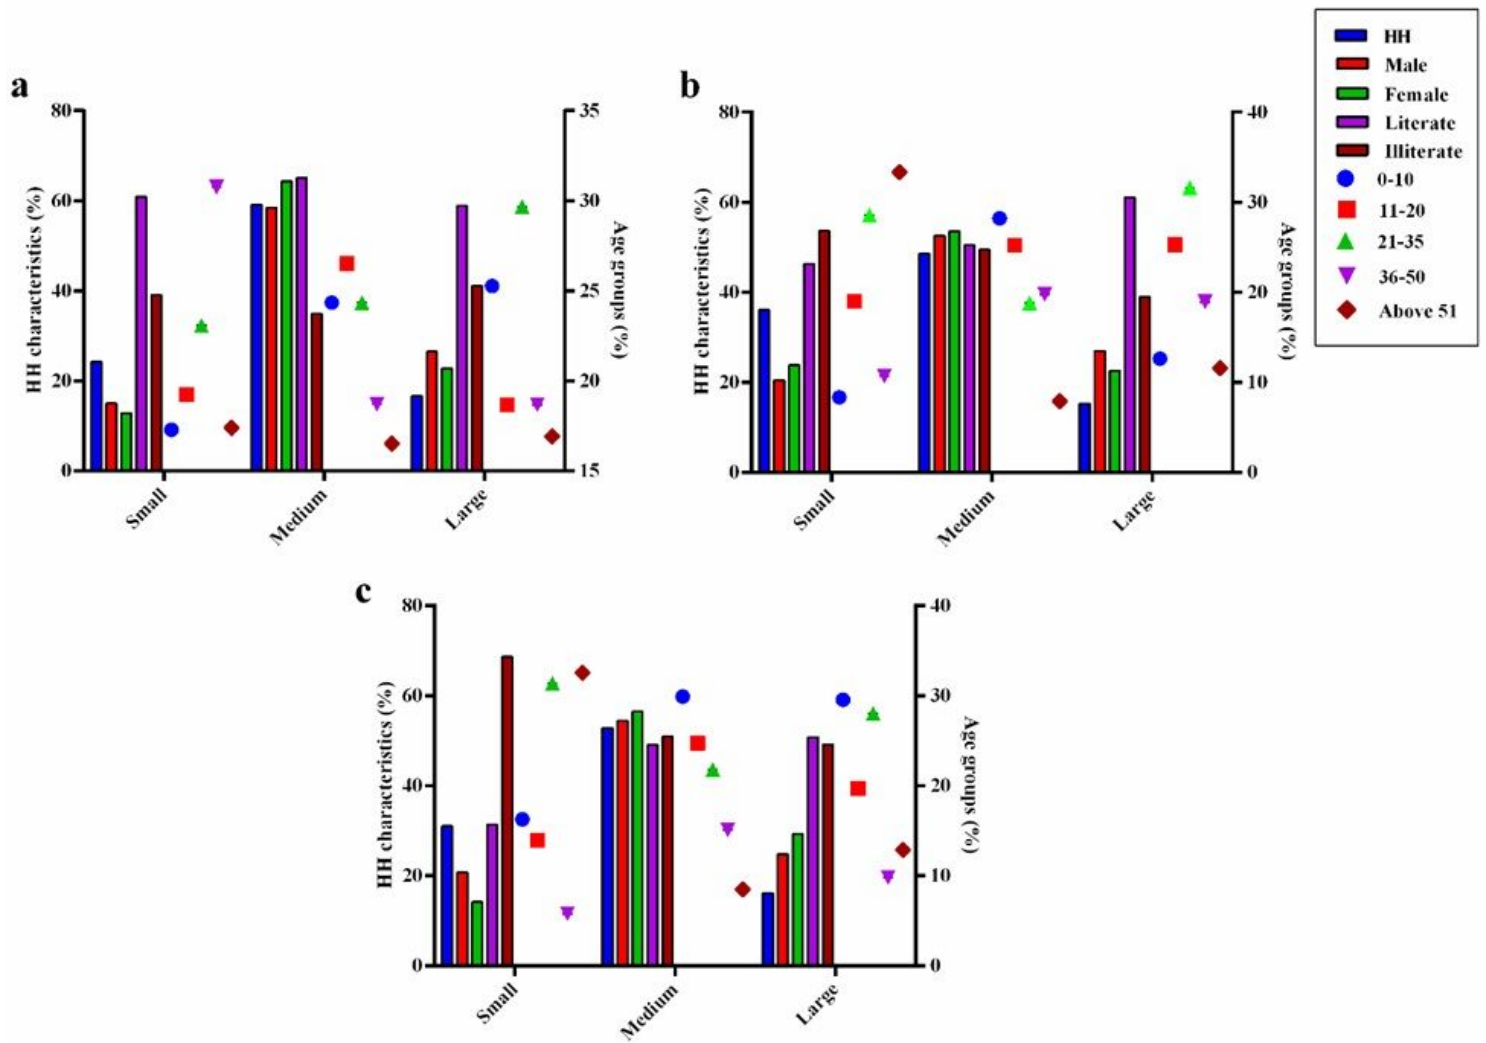 HH
Male
Female
Literate
Illiterate
0-10
11-20
21-35
36-50
Above 51
a
80
60
40
20
0
HH characteristics (%)
35
30
25
20
15
Age groups (%)
Small
Medium
Large
b
80
60
40
20
0
HH characteristics (%)
40
30
20
10
0
Age groups (%)
Small
Medium
Large
c
80
60
40
20
0
HH characteristics (%)
40
30
20
10
0
Age groups (%)
Small
Medium
Large